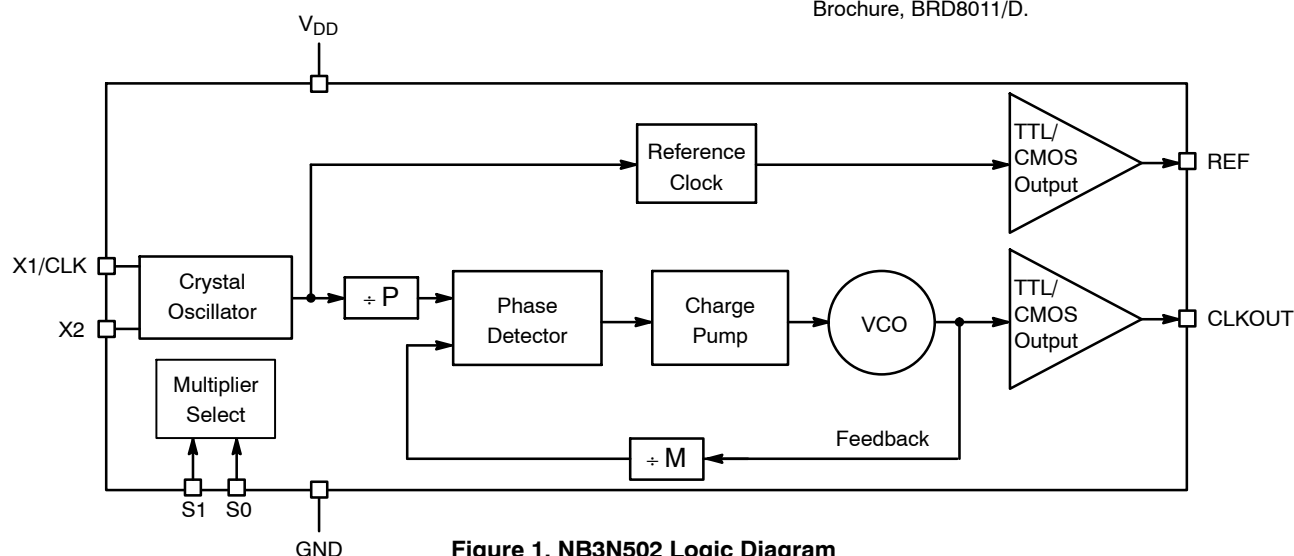 Brochure, BRD8011/D.
VDD
TTL/
CMOS
Output
Reference
Clock
REF
X1/CLK
Crystal
Oscillator
÷ P
Phase
Detector
Charge
Pump
VCO
TTL/
CMOS
Output
CLKOUT
X2
Multiplier
Select
Feedback
÷ M
S1 S0
GND
Figure 1. NB3N502 Logic Diagram